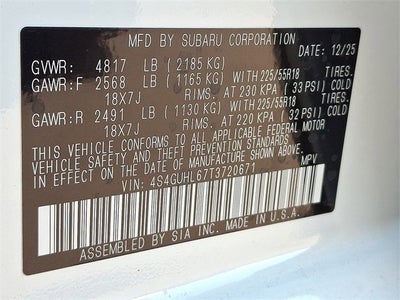 MFD BY SUBARU CORPORATION DATE: 12/25
GVWR: 4817 LB (2185 KG)
GAWR:F 2568 LB (1165 KG) WITH 225/55R18 TIRES.
18X7J RIMS. AT 230 KPA (33 PSI) COLD
GAWR:R 2491 LB (1130 KG) WITH 225/55R18 TIRES.
18X7J RIMS. AT 220 KPA (32 PSI) COLD
THIS VEHICLE CONFORMS TO ALL APPLICABLE FEDERAL MOTOR
VEHICLE SAFETY AND THEFT PREVENTION STANDARDS IN
EFFECT ON THE DATE OF MANUFACTURE SHOWN ABOVE.
VIN: 4S4GUHL67T3720671 MPV
ASSEMBLED BY SIA INC. MADE IN U.S.A.